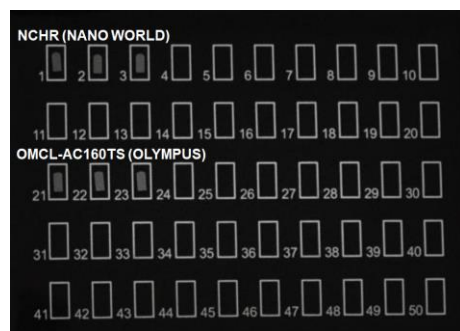 NCHR (NANO WORLD)
1 2 3 4 5 6 7 8 9 10
11 12 13 14 15 16 17 18 19 20
OMCL-AC160TS (OLYMPUS)
21 22 23 24 25 26 27 28 29 30
31 32 33 34 35 36 37 38 39 40
41 42 43 44 45 46 47 48 49 50